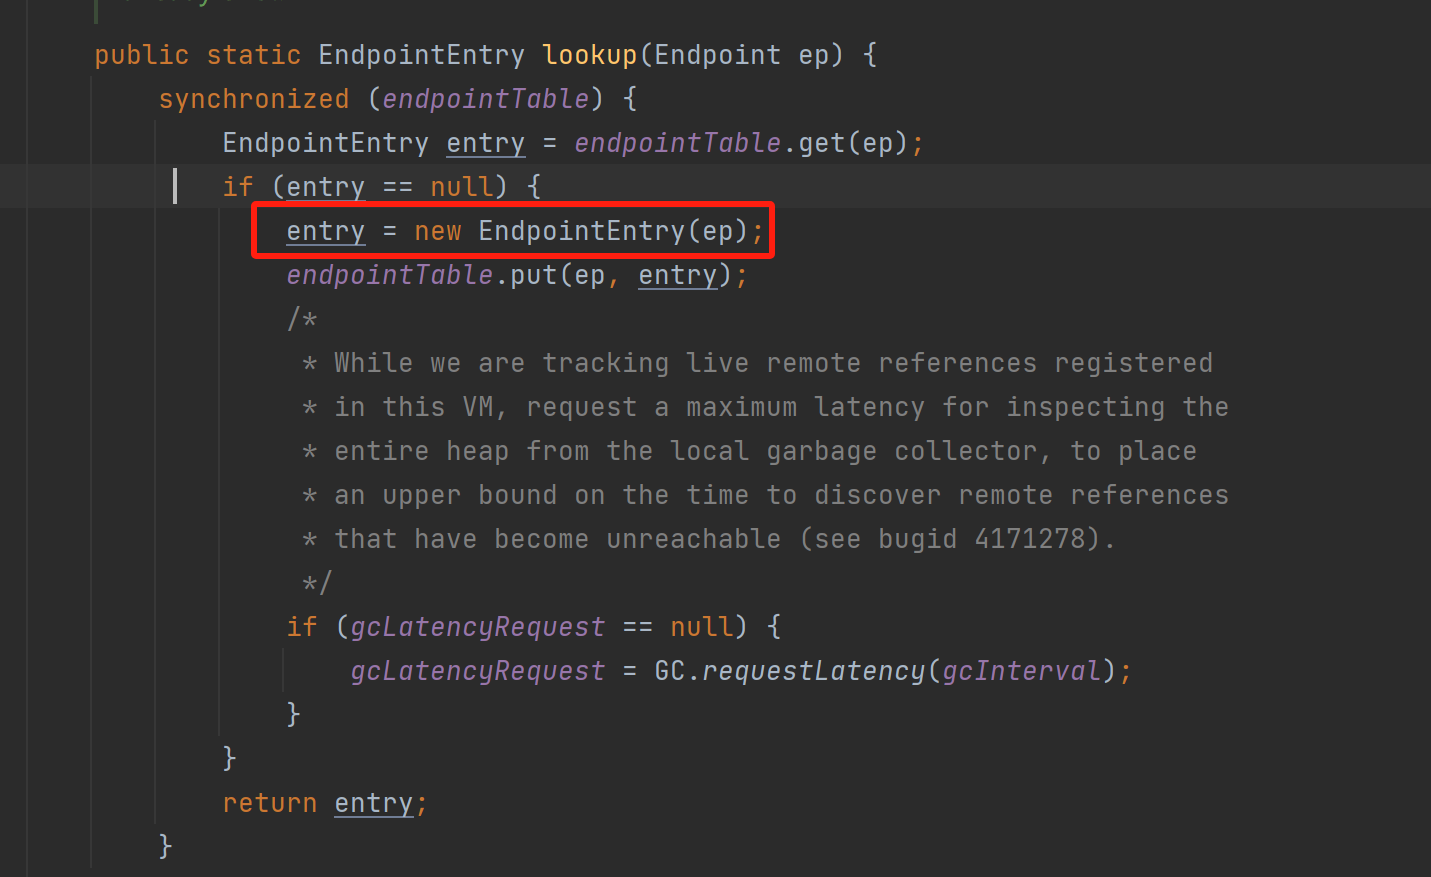 public static EndpointEntry lookup(Endpoint ep) {
synchronized (endpointTable) {
EndpointEntry entry = endpointTable.get(ep);
if (entry == null) {
entry = new EndpointEntry(ep);
endpointTable.put(ep, entry);
/*
* While we are tracking live remote references registered
* in this VM, request a maximum latency for inspecting the
* entire heap from the local garbage collector, to place
* an upper bound on the time to discover remote references
* that have become unreachable (see bugid 4171278).
*/
if (gcLatencyRequest == null) {
gcLatencyRequest = GC.requestLatency(gcInterval);
}
}
return entry;
}